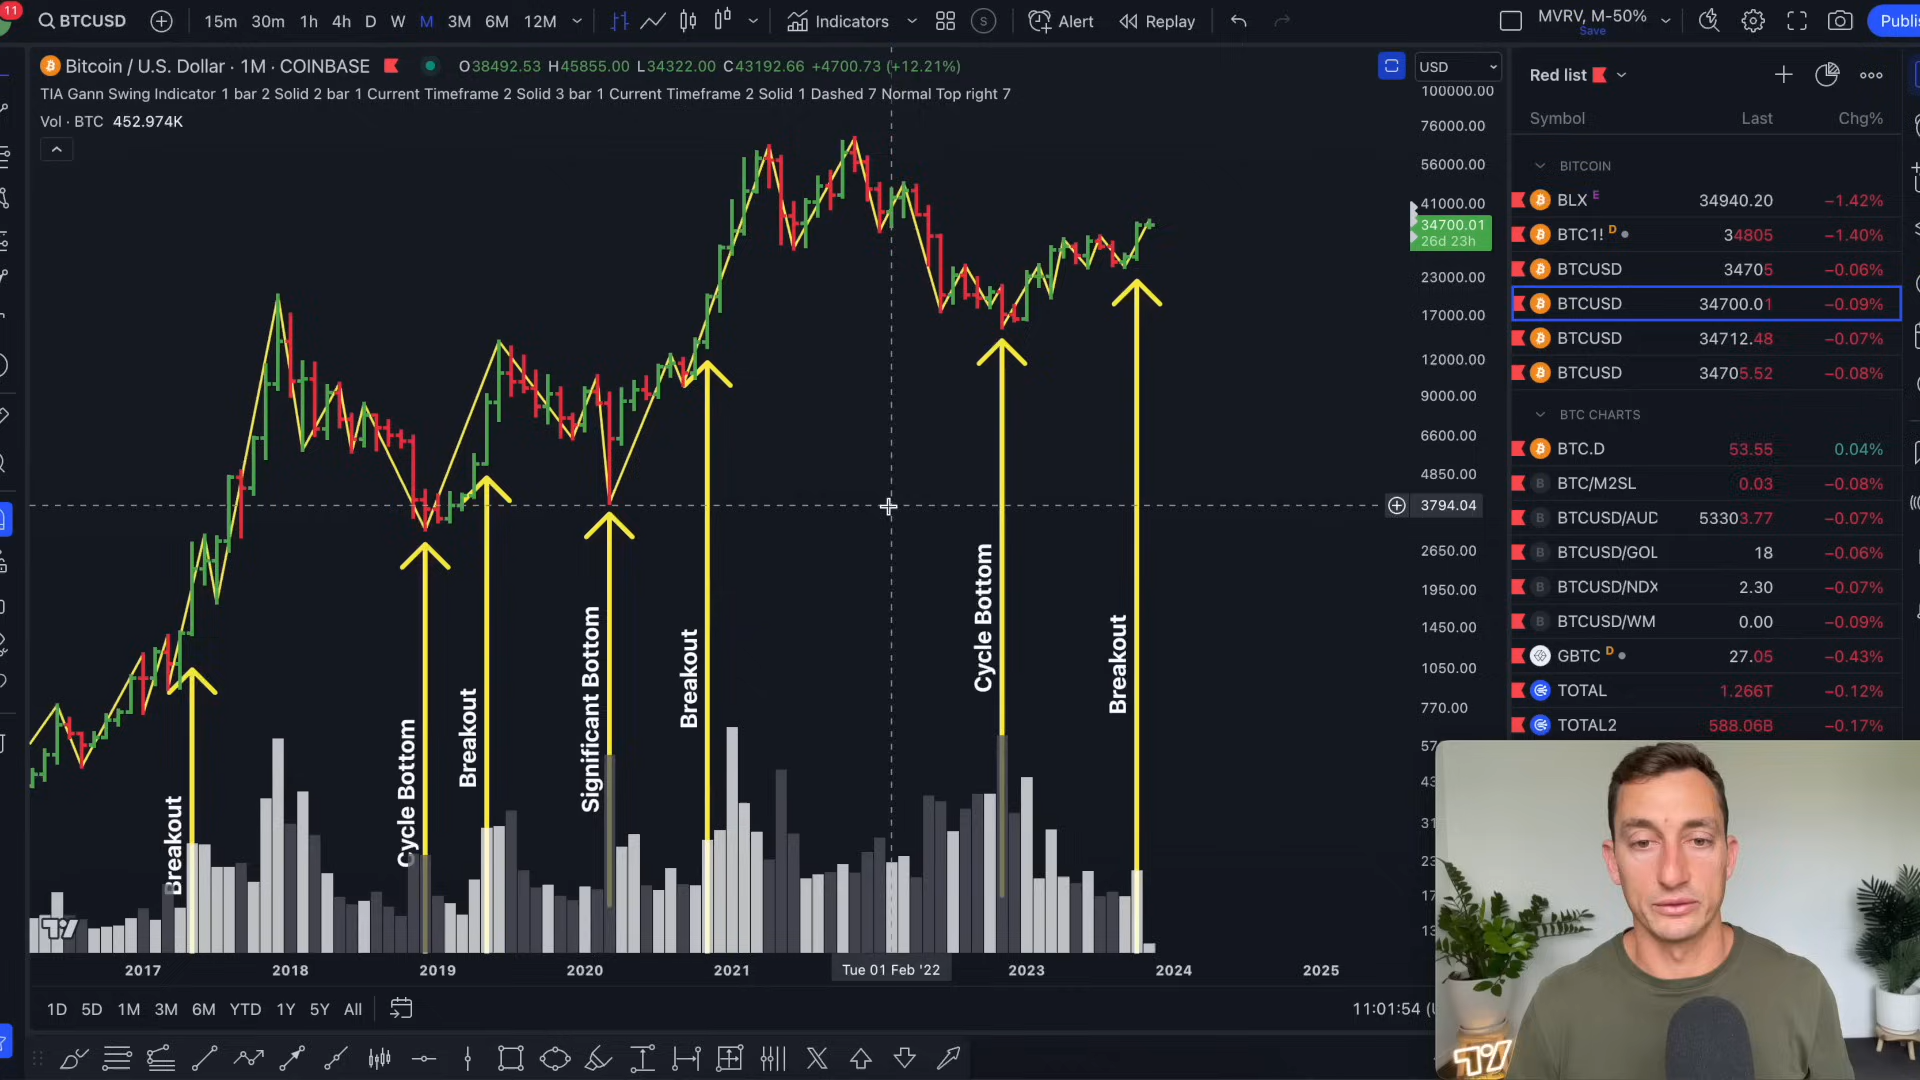 11
BTCUSD 15m 30m 1h 4h D W M 3M 6M 12M Indicators S Alert Replay MVRV, M-50% Publi
Save
Bitcoin / U.S. Dollar · 1M · COINBASE O38492.53 H45855.00 L34322.00 C43192.66 +4700.73 (+12.21%)
TIA Gann Swing Indicator 1 bar 2 Solid 2 bar 1 Current Timeframe 2 Solid 3 bar 1 Current Timeframe 2 Solid 1 Dashed 7 Normal Top right 7
Vol · BTC 452.974K
USD
100000.00
76000.00
56000.00
41000.00
34700.01
26d 23h
23000.00
17000.00
12000.00
9000.00
6600.00
4850.00
3794.04
2650.00
1950.00
1450.00
1050.00
770.00
57
43
31
23
17
13
Breakout
Cycle Bottom
Breakout
Significant Bottom
Breakout
Cycle Bottom
Breakout
2017 2018 2019 2020 2021 Tue 01 Feb '22 2023 2024 2025
1D 5D 1M 3M 6M YTD 1Y 5Y All 11:01:54 (U
Red list
Symbol Last Chg%
BITCOIN
BLX E 34940.20 −1.42%
BTC1! D 34805 −1.40%
BTCUSD 34705 −0.06%
BTCUSD 34700.01 −0.09%
BTCUSD 34712.48 −0.07%
BTCUSD 34705.52 −0.08%
BTC CHARTS
BTC.D 53.55 0.04%
B BTC/M2SL 0.03 −0.08%
B BTCUSD/AUD 53303.77 −0.07%
B BTCUSD/GOL 18 −0.06%
B BTCUSD/NDX 2.30 −0.07%
B BTCUSD/WM 0.00 −0.09%
GBTC D 27.05 −0.43%
TOTAL 1.266T −0.12%
TOTAL2 588.06B −0.17%